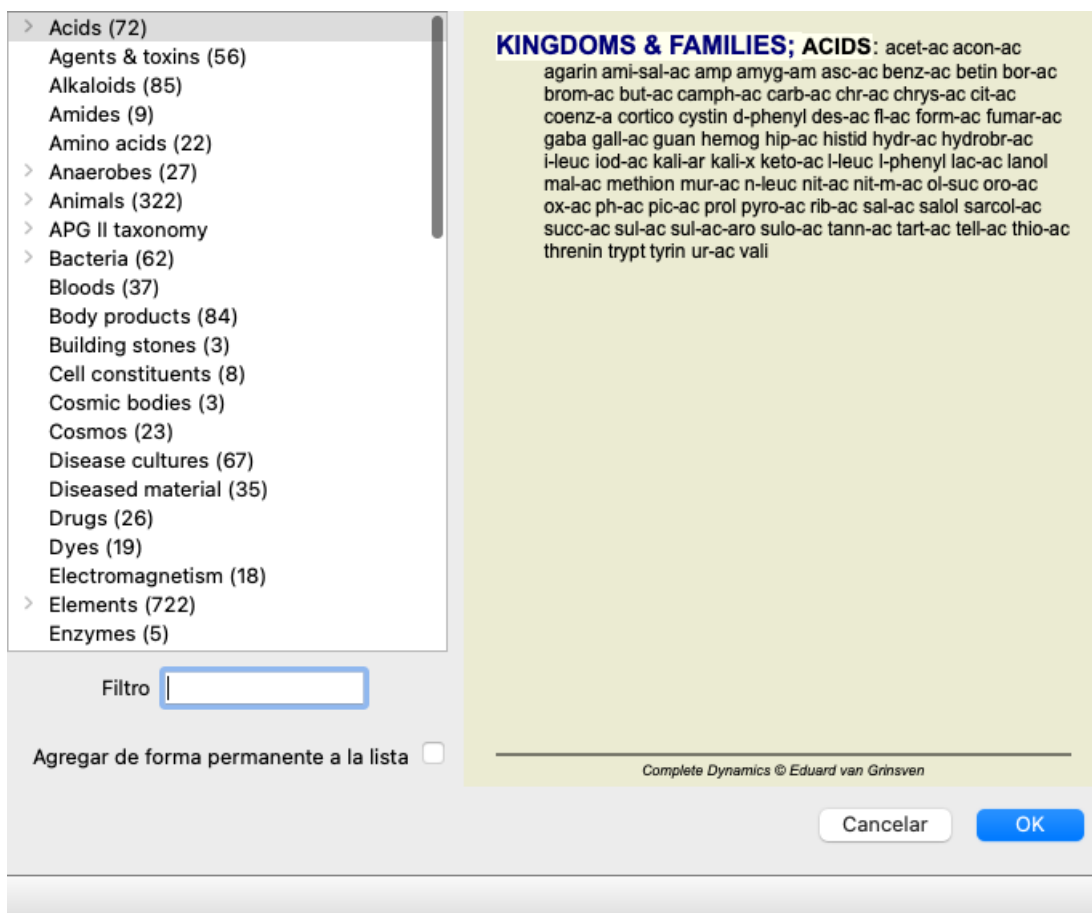 Acids (72)
Agents & toxins (56)
Alkaloids (85)
Amides (9)
Amino acids (22)
Anaerobes (27)
Animals (322)
APG II taxonomy
Bacteria (62)
Bloods (37)
Body products (84)
Building stones (3)
Cell constituents (8)
Cosmic bodies (3)
Cosmos (23)
Disease cultures (67)
Diseased material (35)
Drugs (26)
Dyes (19)
Electromagnetism (18)
Elements (722)
Enzymes (5)
Filtro
Agregar de forma permanente a la lista
KINGDOMS & FAMILIES; ACIDS: acet-ac acon-ac
agarin ami-sal-ac amp amyg-am asc-ac benz-ac betin bor-ac
brom-ac but-ac camph-ac carb-ac chr-ac chrys-ac cit-ac
coenz-a cortico cystin d-phenyl des-ac fl-ac form-ac fumar-ac
gaba gall-ac guan hemog hip-ac histid hydr-ac hydrobr-ac
i-leuc iod-ac kali-ar kali-x keto-ac l-leuc l-phenyl lac-ac lanol
mal-ac methion mur-ac n-leuc nit-ac nit-m-ac ol-suc oro-ac
ox-ac ph-ac pic-ac prol pyro-ac rib-ac sal-ac salol sarcol-ac
succ-ac sul-ac sul-ac-aro sulo-ac tann-ac tart-ac tell-ac thio-ac
threnin trypt tyrin ur-ac vali
Complete Dynamics © Eduard van Grinsven
Cancelar
OK